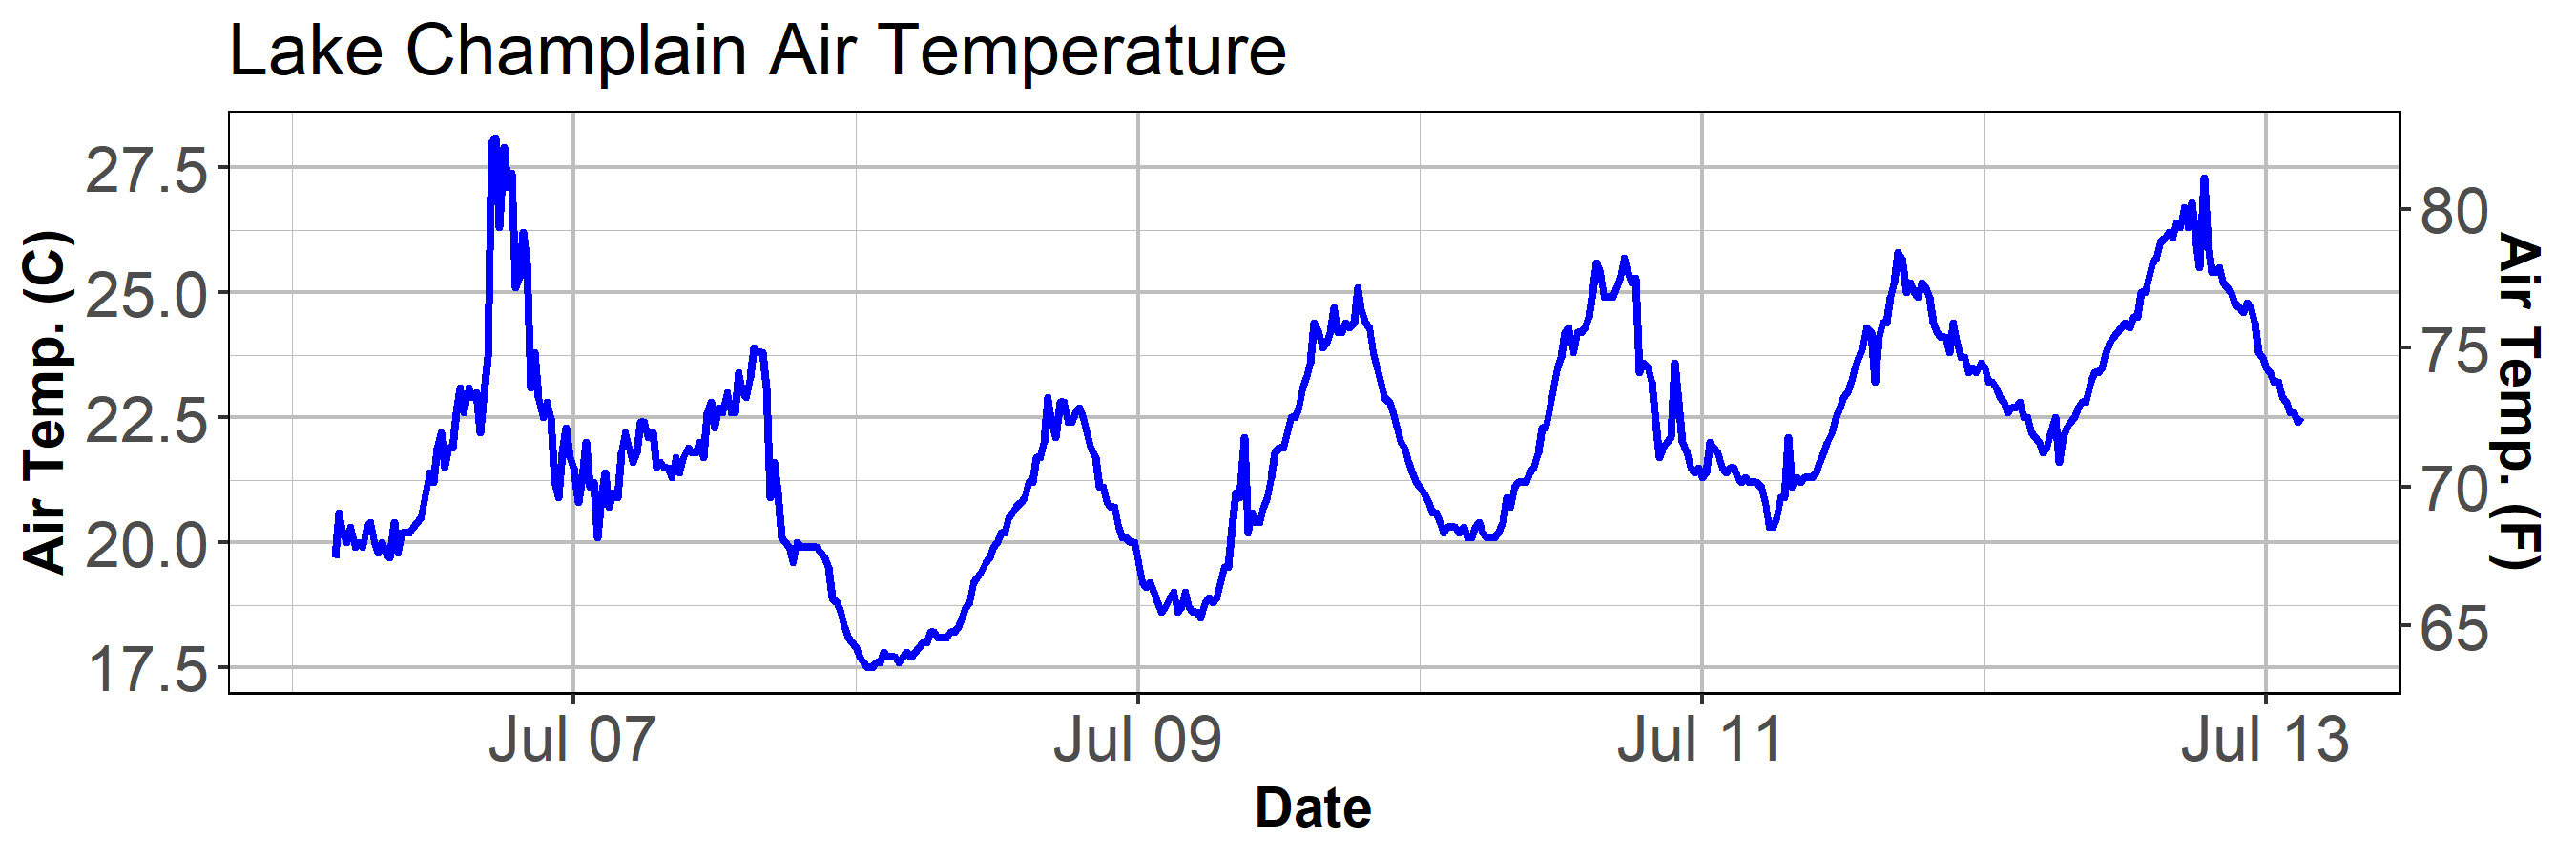 Lake Champlain Air Temperature
Air Temp. (C)
27.5
25.0
22.5
20.0
17.5
80
75
70
65
Air Temp. (F)
Jul 07 Jul 09 Jul 11 Jul 13
Date